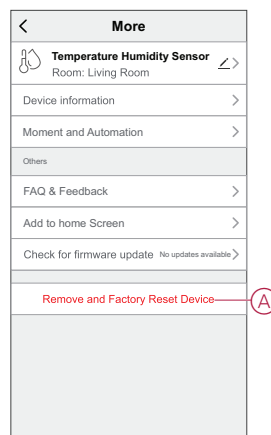 More
Temperature Humidity Sensor
Room: Living Room
Device information
Moment and Automation
Others
FAQ & Feedback
Add to home Screen
Check for firmware update No updates available
Remove and Factory Reset Device
A